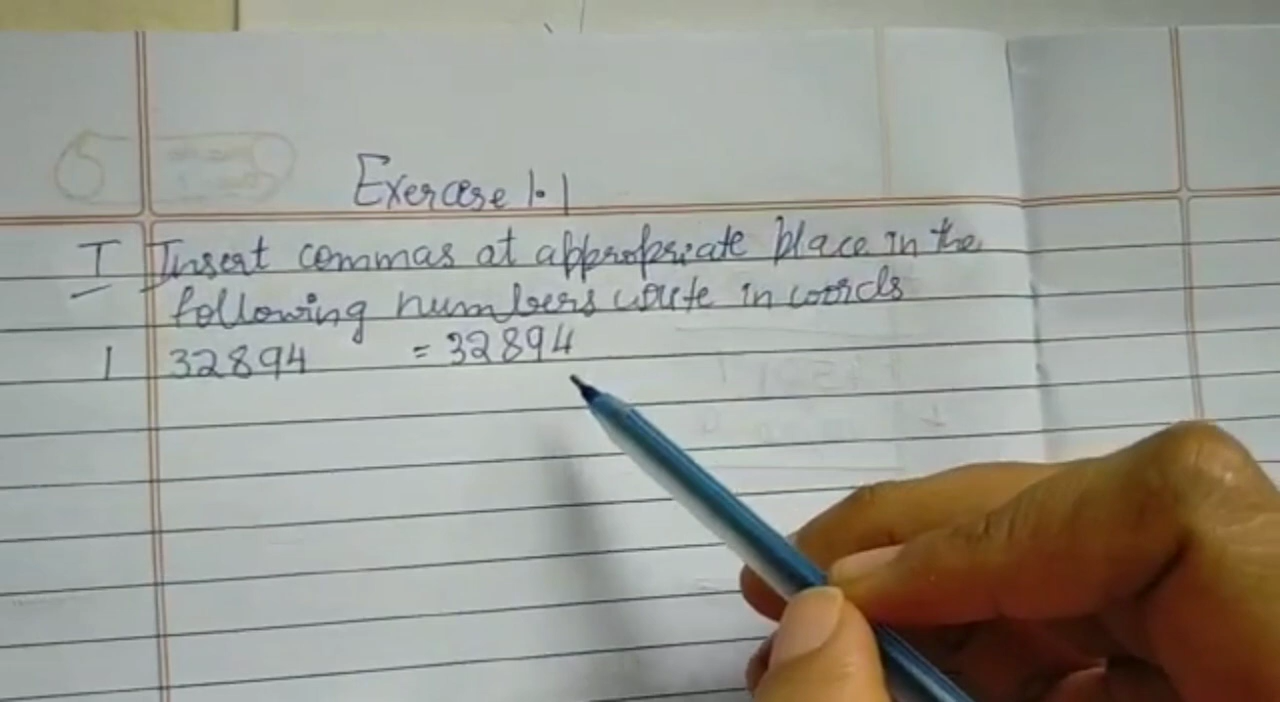 Exercise 1.1
I Insert commas at appropriate place in the
following numbers write in words
1 32894 = 32894